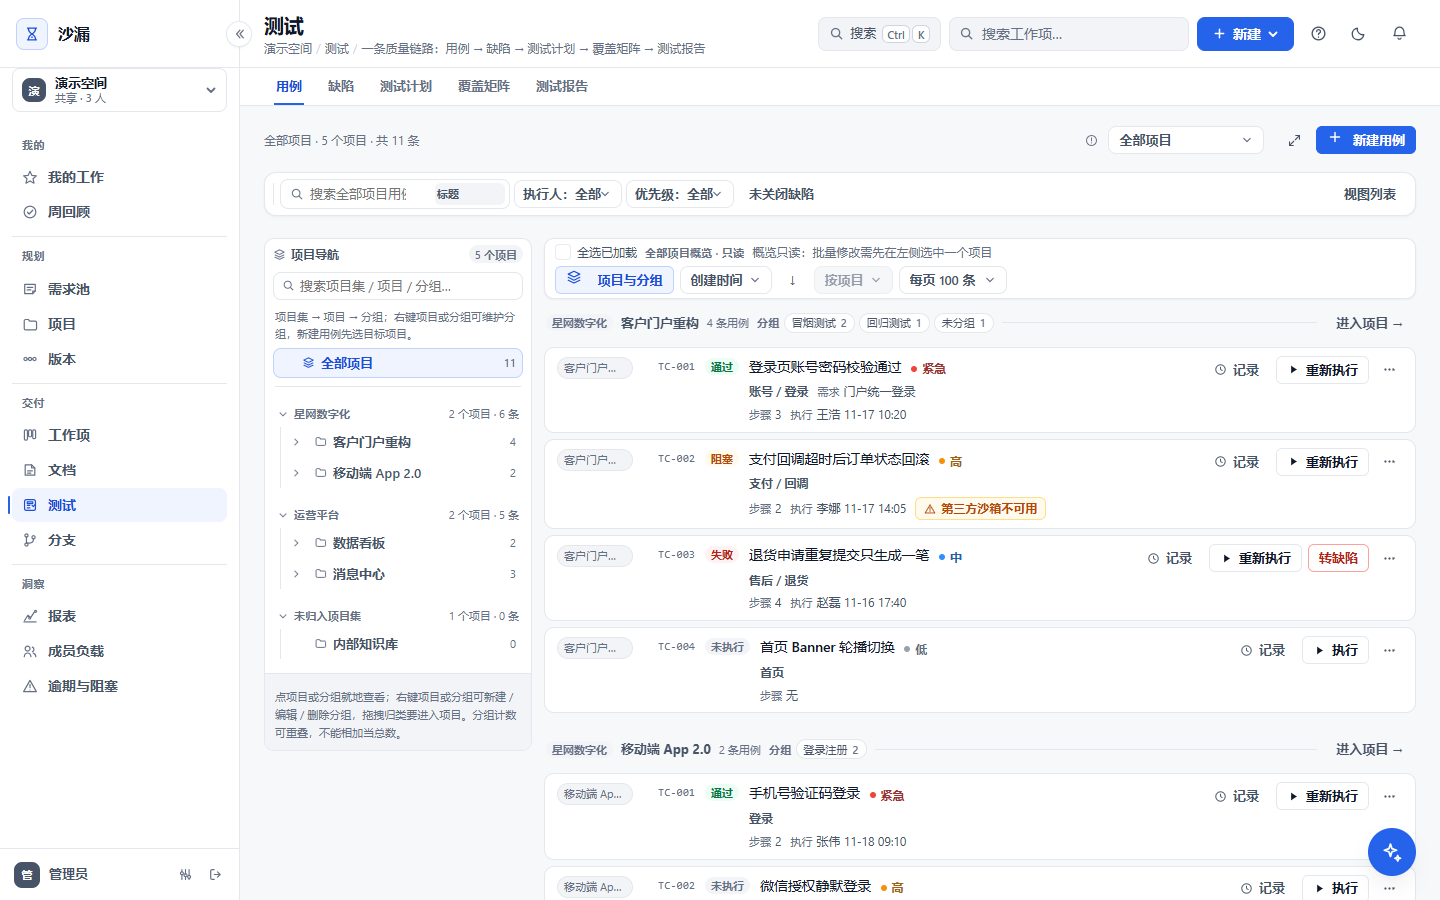 沙漏
测试
演示空间 / 测试 / 一条质量链路：用例 → 缺陷 → 测试计划 → 覆盖矩阵 → 测试报告
搜索 Ctrl K
搜索工作项...
新建
演
演示空间
共享 · 3 人
我的
我的工作
周回顾
规划
需求池
项目
版本
交付
工作项
文档
测试
分支
洞察
报表
成员负载
逾期与阻塞
管
管理员
用例 缺陷 测试计划 覆盖矩阵 测试报告
全部项目 · 5 个项目 · 共 11 条
全部项目
新建用例
搜索全部项目用例 标题 执行人：全部 优先级：全部 未关闭缺陷 视图列表
项目导航 5 个项目
搜索项目集 / 项目 / 分组...
项目集 → 项目 → 分组；右键项目或分组可维护分
组，新建用例先选目标项目。
全部项目 11
星网数字化 2 个项目 · 6 条
客户门户重构 4
移动端 App 2.0 2
运营平台 2 个项目 · 5 条
数据看板 2
消息中心 3
未归入项目集 1 个项目 · 0 条
内部知识库 0
点项目或分组就地查看；右键项目或分组可新建 /
编辑 / 删除分组，拖拽归类要进入项目。分组计数
可重叠，不能相加当总数。
全选已加载 全部项目概览 · 只读 概览只读：批量修改需先在左侧选中一个项目
项目与分组 创建时间 ↓ 按项目 每页 100 条
星网数字化 客户门户重构 4 条用例 分组 冒烟测试 2 回归测试 1 未分组 1 进入项目 →
客户门户... TC-001 通过 登录页账号密码校验通过 紧急 记录 重新执行 ···
账号 / 登录 需求 门户统一登录
步骤 3 执行 王浩 11-17 10:20
客户门户... TC-002 阻塞 支付回调超时后订单状态回滚 高 记录 重新执行 ···
支付 / 回调
步骤 2 执行 李娜 11-17 14:05 第三方沙箱不可用
客户门户... TC-003 失败 退货申请重复提交只生成一笔 中 记录 重新执行 转缺陷 ···
售后 / 退货
步骤 4 执行 赵磊 11-16 17:40
客户门户... TC-004 未执行 首页 Banner 轮播切换 低 记录 执行 ···
首页
步骤 无
星网数字化 移动端 App 2.0 2 条用例 分组 登录注册 2 进入项目 →
移动端 Ap... TC-001 通过 手机号验证码登录 紧急 记录 重新执行 ···
登录
步骤 2 执行 张伟 11-18 09:10
移动端 Ap... TC-002 未执行 微信授权静默登录 高 记录 执行 ···